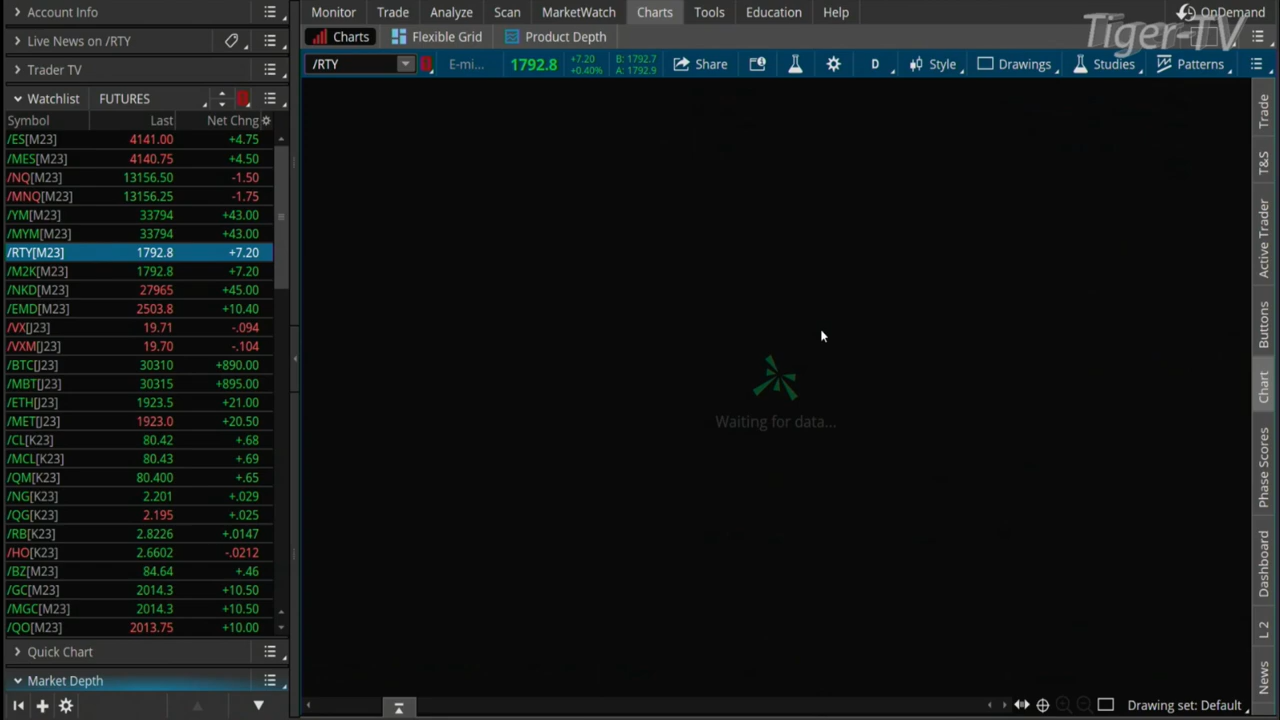 Account Info
Live News on /RTY
Trader TV
Watchlist FUTURES
Symbol Last Net Chng
/ES[M23] 4141.00 +4.75
/MES[M23] 4140.75 +4.50
/NQ[M23] 13156.50 -1.50
/MNQ[M23] 13156.25 -1.75
/YM[M23] 33794 +43.00
/MYM[M23] 33794 +43.00
/RTY[M23] 1792.8 +7.20
/M2K[M23] 1792.8 +7.20
/NKD[M23] 27965 +45.00
/EMD[M23] 2503.8 +10.40
/VX[J23] 19.71 -.094
/VXM[J23] 19.70 -.104
/BTC[J23] 30310 +890.00
/MBT[J23] 30315 +895.00
/ETH[J23] 1923.5 +21.00
/MET[J23] 1923.0 +20.50
/CL[K23] 80.42 +.68
/MCL[K23] 80.43 +.69
/QM[K23] 80.400 +.65
/NG[K23] 2.201 +.029
/QG[K23] 2.195 +.025
/RB[K23] 2.8226 +.0147
/HO[K23] 2.6602 -.0212
/BZ[M23] 84.64 +.46
/GC[M23] 2014.3 +10.50
/MGC[M23] 2014.3 +10.50
/QO[M23] 2013.75 +10.00
Quick Chart
Market Depth
Monitor Trade Analyze Scan MarketWatch Charts Tools Education Help OnDemand
Tiger-TV
Charts Flexible Grid Product Depth
/RTY E-mi... 1792.8 +7.20 B: 1792.7
+0.40% A: 1792.9
Share D Style Drawings Studies Patterns
Waiting for data...
Trade
T&S
Active Trader
Buttons
Chart
Phase Scores
Dashboard
L 2
News
Drawing set: Default